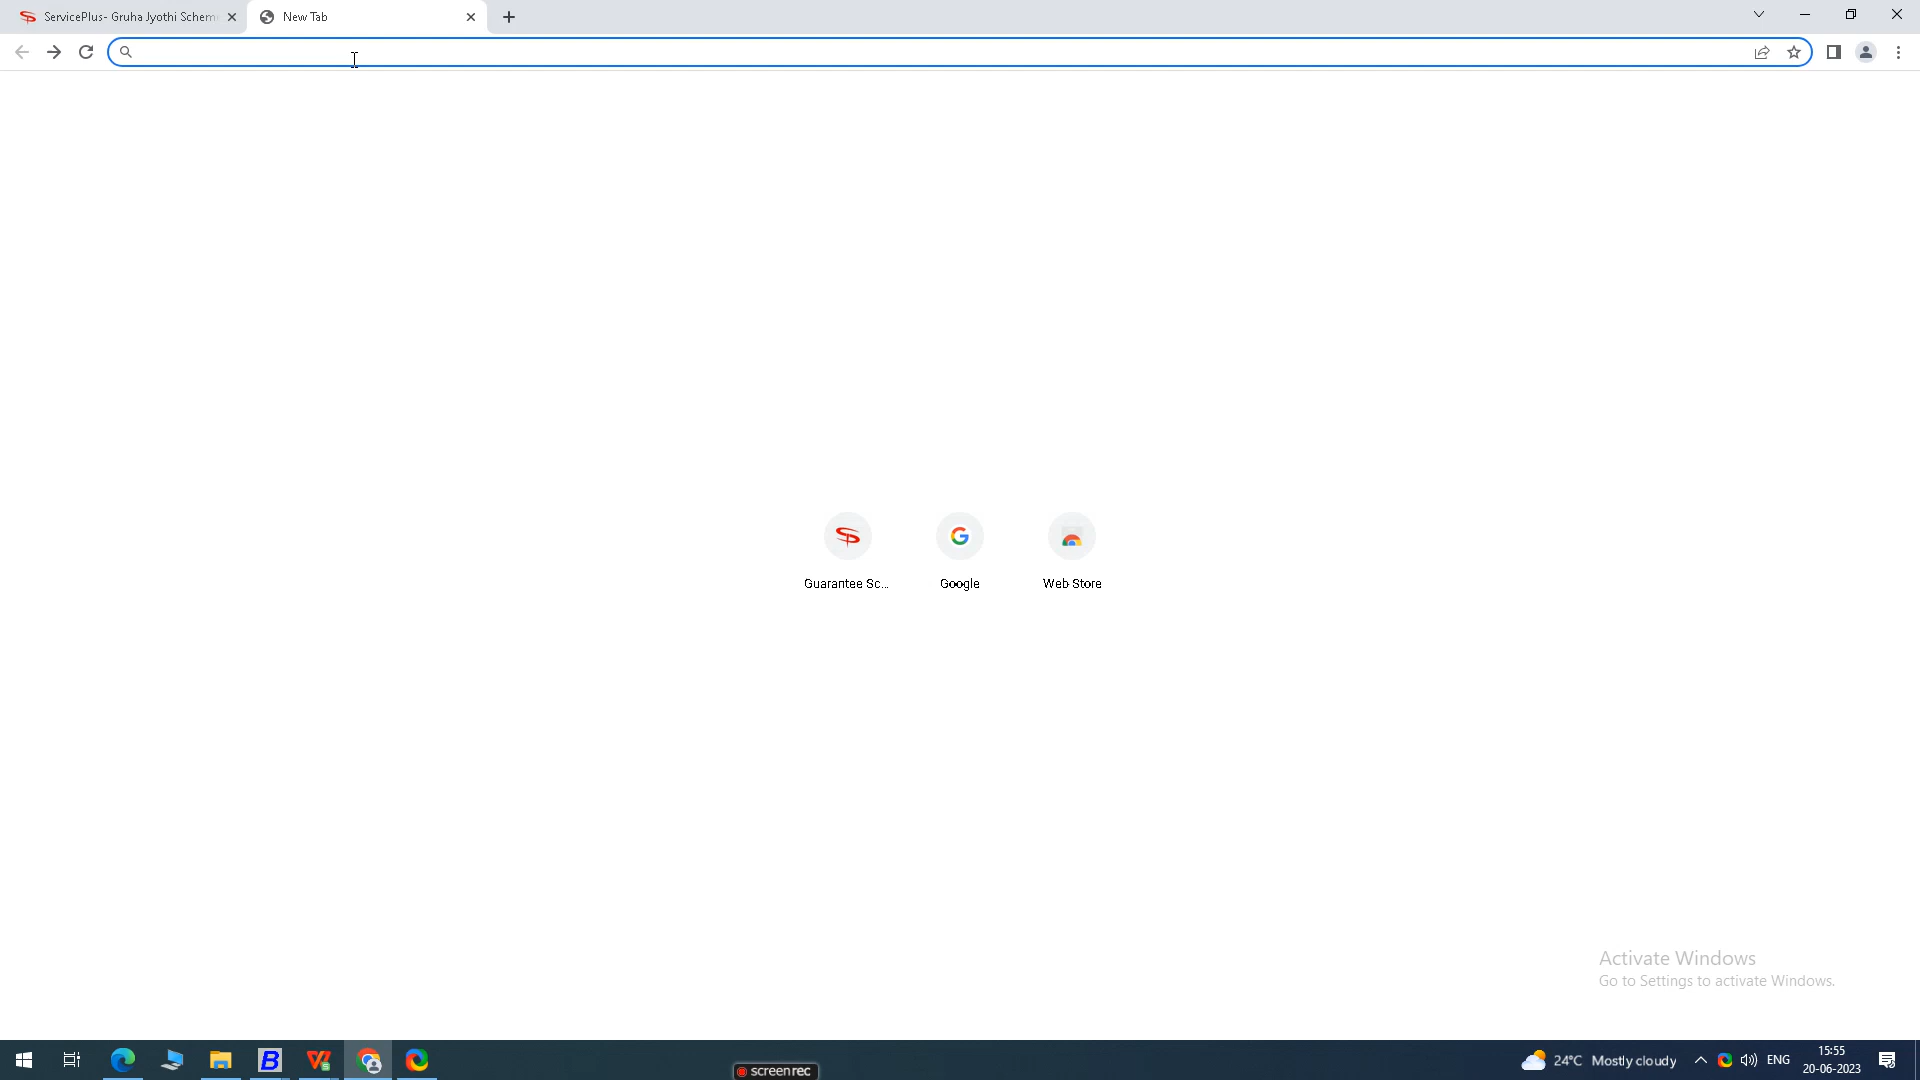 ServicePlus- Gruha Jyothi Schem
New Tab
Guarantee Sc...
Google
Web Store
Activate Windows
Go to Settings to activate Windows.
screenrec
24°C Mostly cloudy
ENG
15:55
20-06-2023